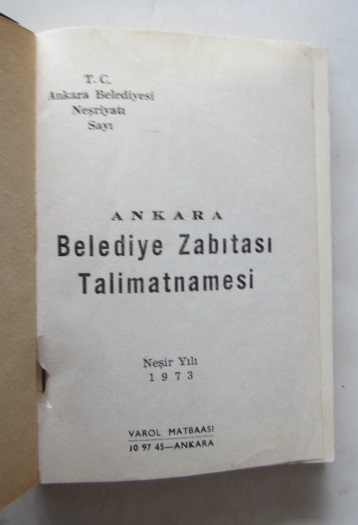 T. C.
Ankara Belediyesi
Neşriyatı
Sayı
ANKARA
Belediye Zabıtası
Talimatnamesi
Neşir Yılı
1973
VAROL MATBAASI
10 97 45—ANKARA